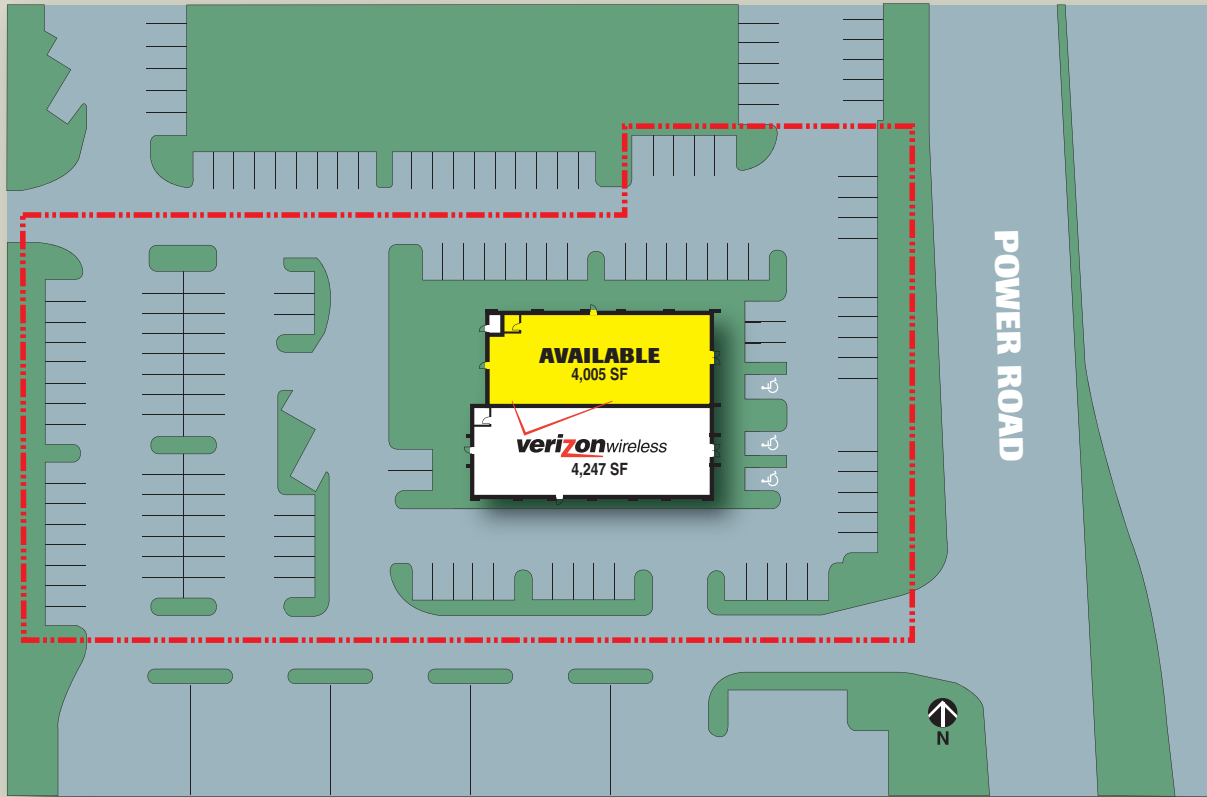 AVAILABLE
4,005 SF
verizonwireless
4,247 SF
POWER ROAD
N